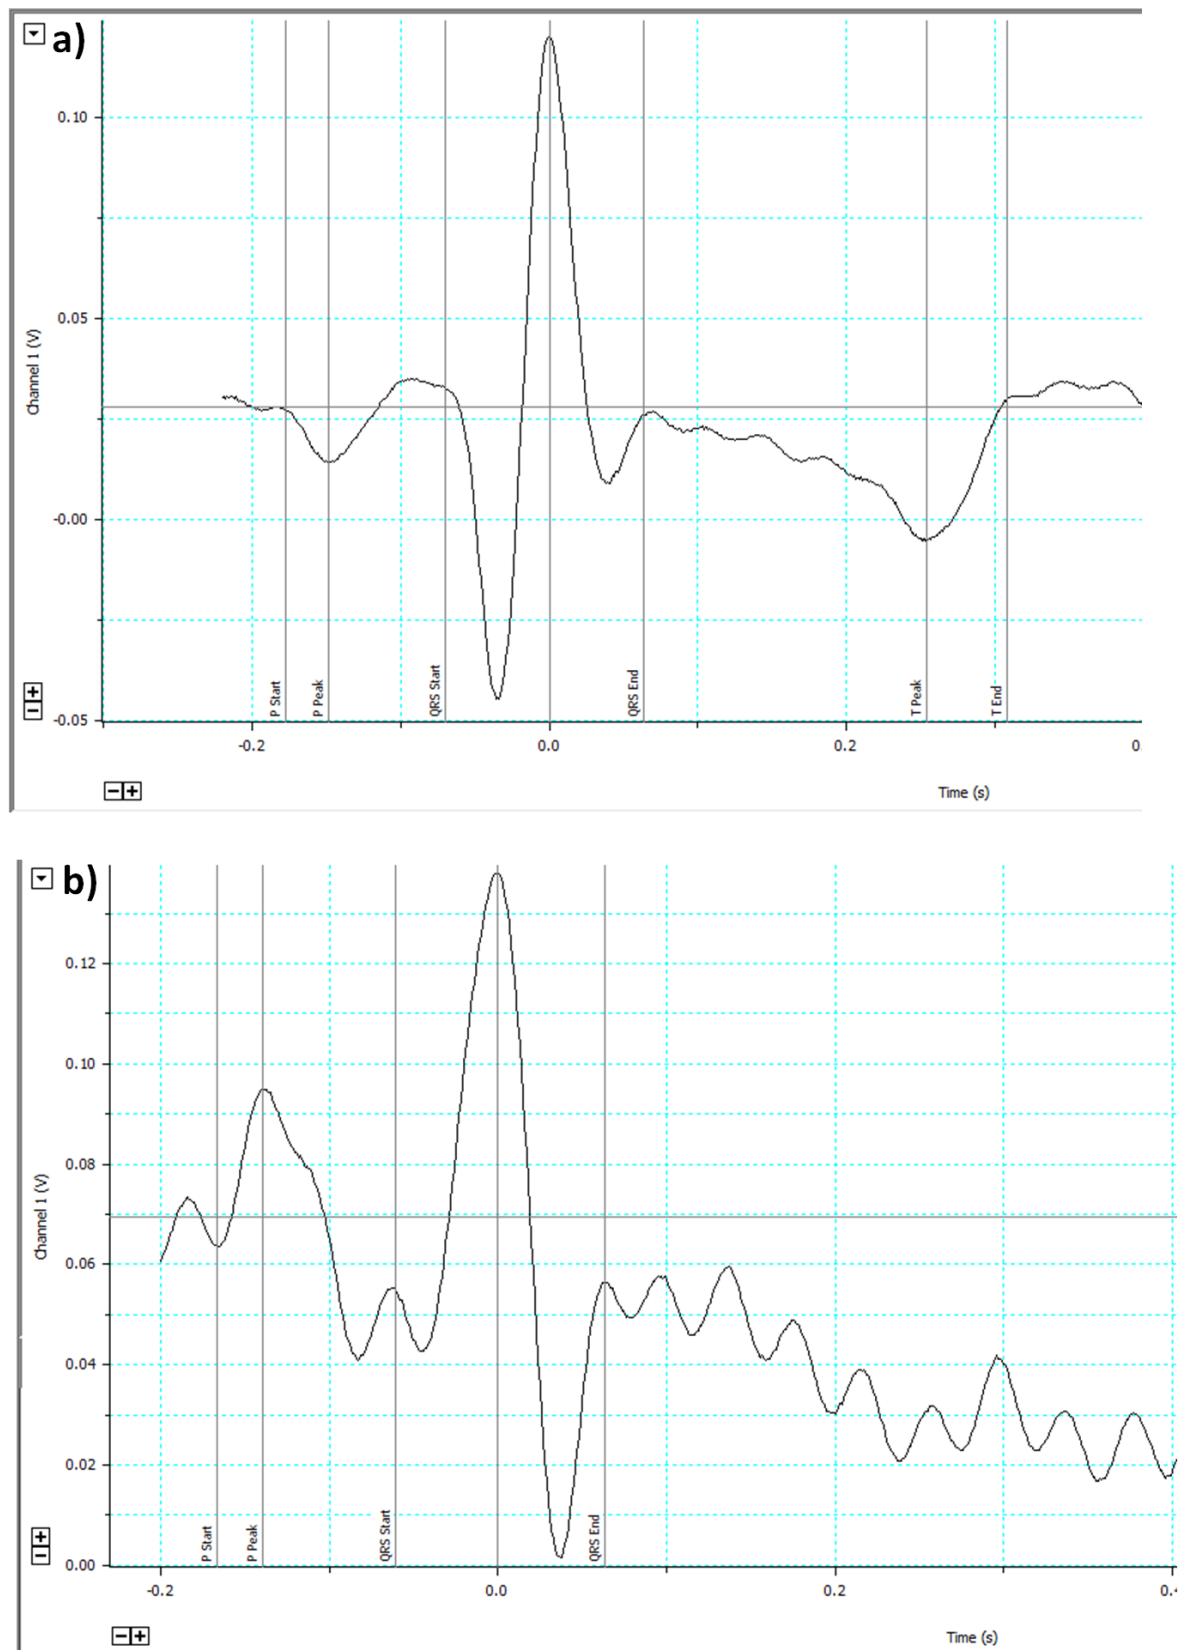 a)
0.10
0.05
-0.00
-0.05
Channel 1 (V)
P Start
P Peak
QRS Start
QRS End
T Peak
T End
-0.2
0.0
0.2
0
Time (s)
b)
0.12
0.10
0.08
0.06
0.04
0.02
0.00
Channel 1 (V)
P Start
P Peak
QRS Start
QRS End
-0.2
0.0
0.2
0.4
Time (s)